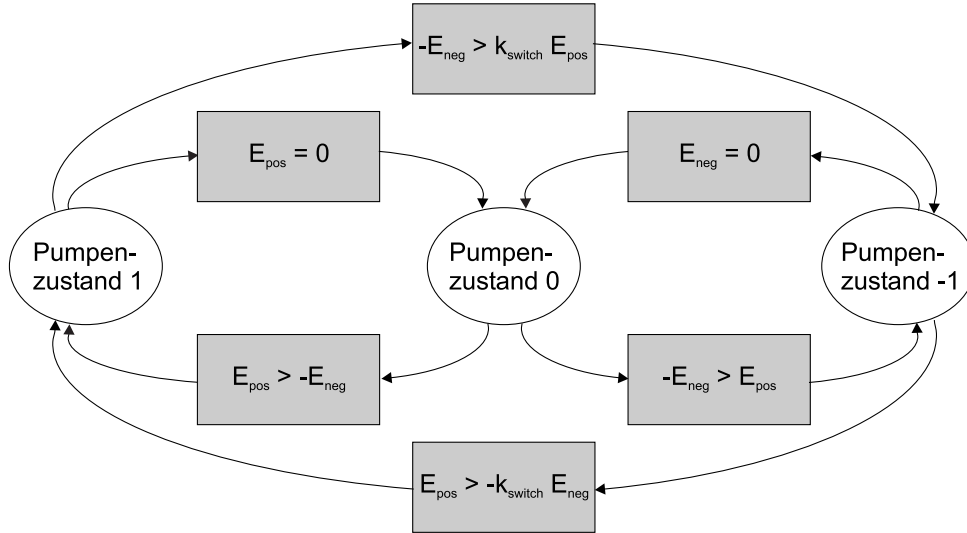 -E_neg > k_switch E_pos
E_pos = 0
E_neg = 0
Pumpen-
zustand 1
Pumpen-
zustand 0
Pumpen-
zustand -1
E_pos > -E_neg
-E_neg > E_pos
E_pos > -k_switch E_neg